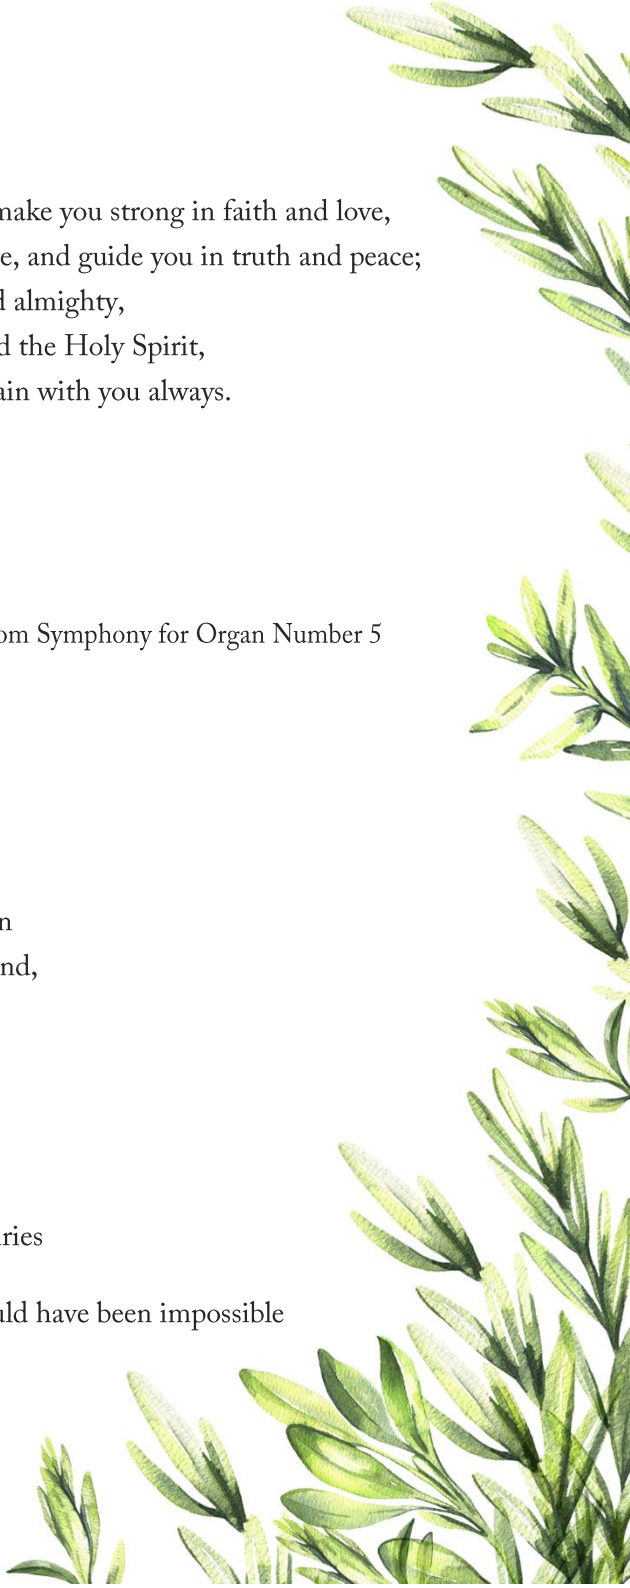 make you strong in faith and love,
e, and guide you in truth and peace;
d almighty,
d the Holy Spirit,
ain with you always.
om Symphony for Organ Number 5
n
nd,
ries
uld have been impossible